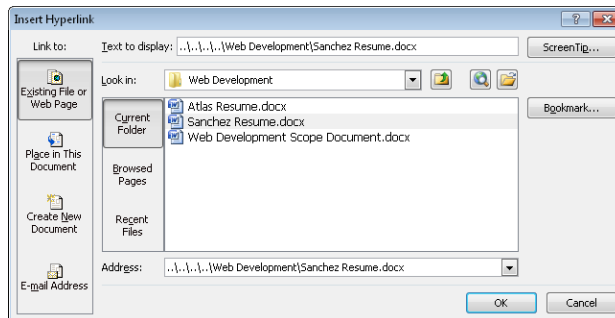 Insert Hyperlink
Link to:
Text to display: ..\..\..\..\Web Development\Sanchez Resume.docx
ScreenTip...
Existing File or
Web Page
Look in: Web Development
Current
Folder
Atlas Resume.docx
Sanchez Resume.docx
Web Development Scope Document.docx
Bookmark...
Place in This
Document
Browsed
Pages
Create New
Document
Recent
Files
E-mail Address
Address: ..\..\..\..\Web Development\Sanchez Resume.docx
OK
Cancel